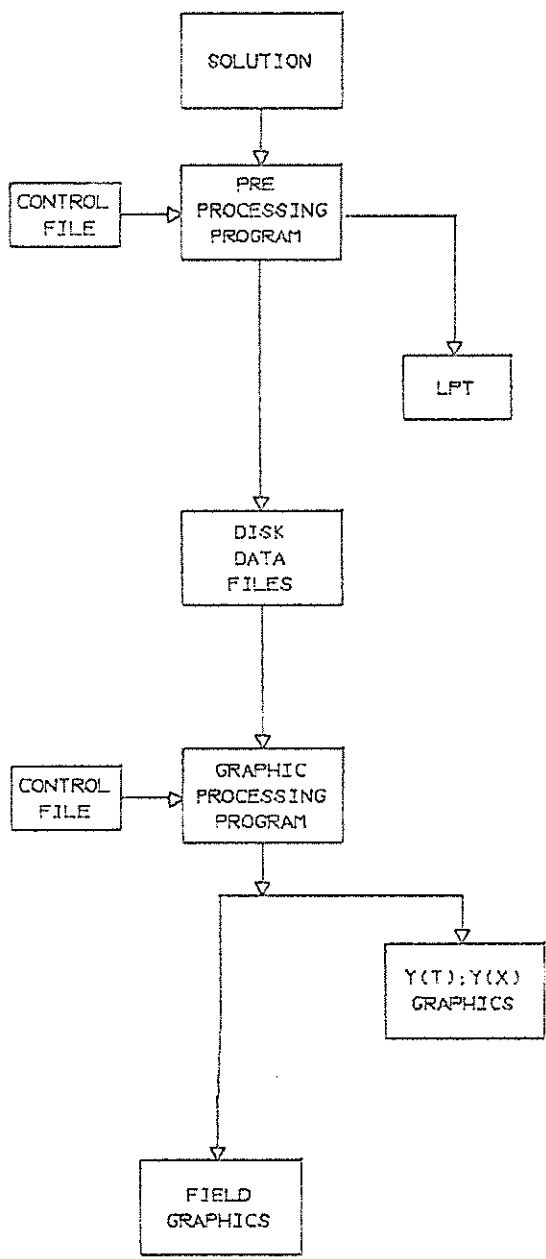 SOLUTION
CONTROL
FILE
PRE
PROCESSING
PROGRAM
LPT
DISK
DATA
FILES
CONTROL
FILE
GRAPHIC
PROCESSING
PROGRAM
Y(T);Y(X)
GRAPHICS
FIELD
GRAPHICS